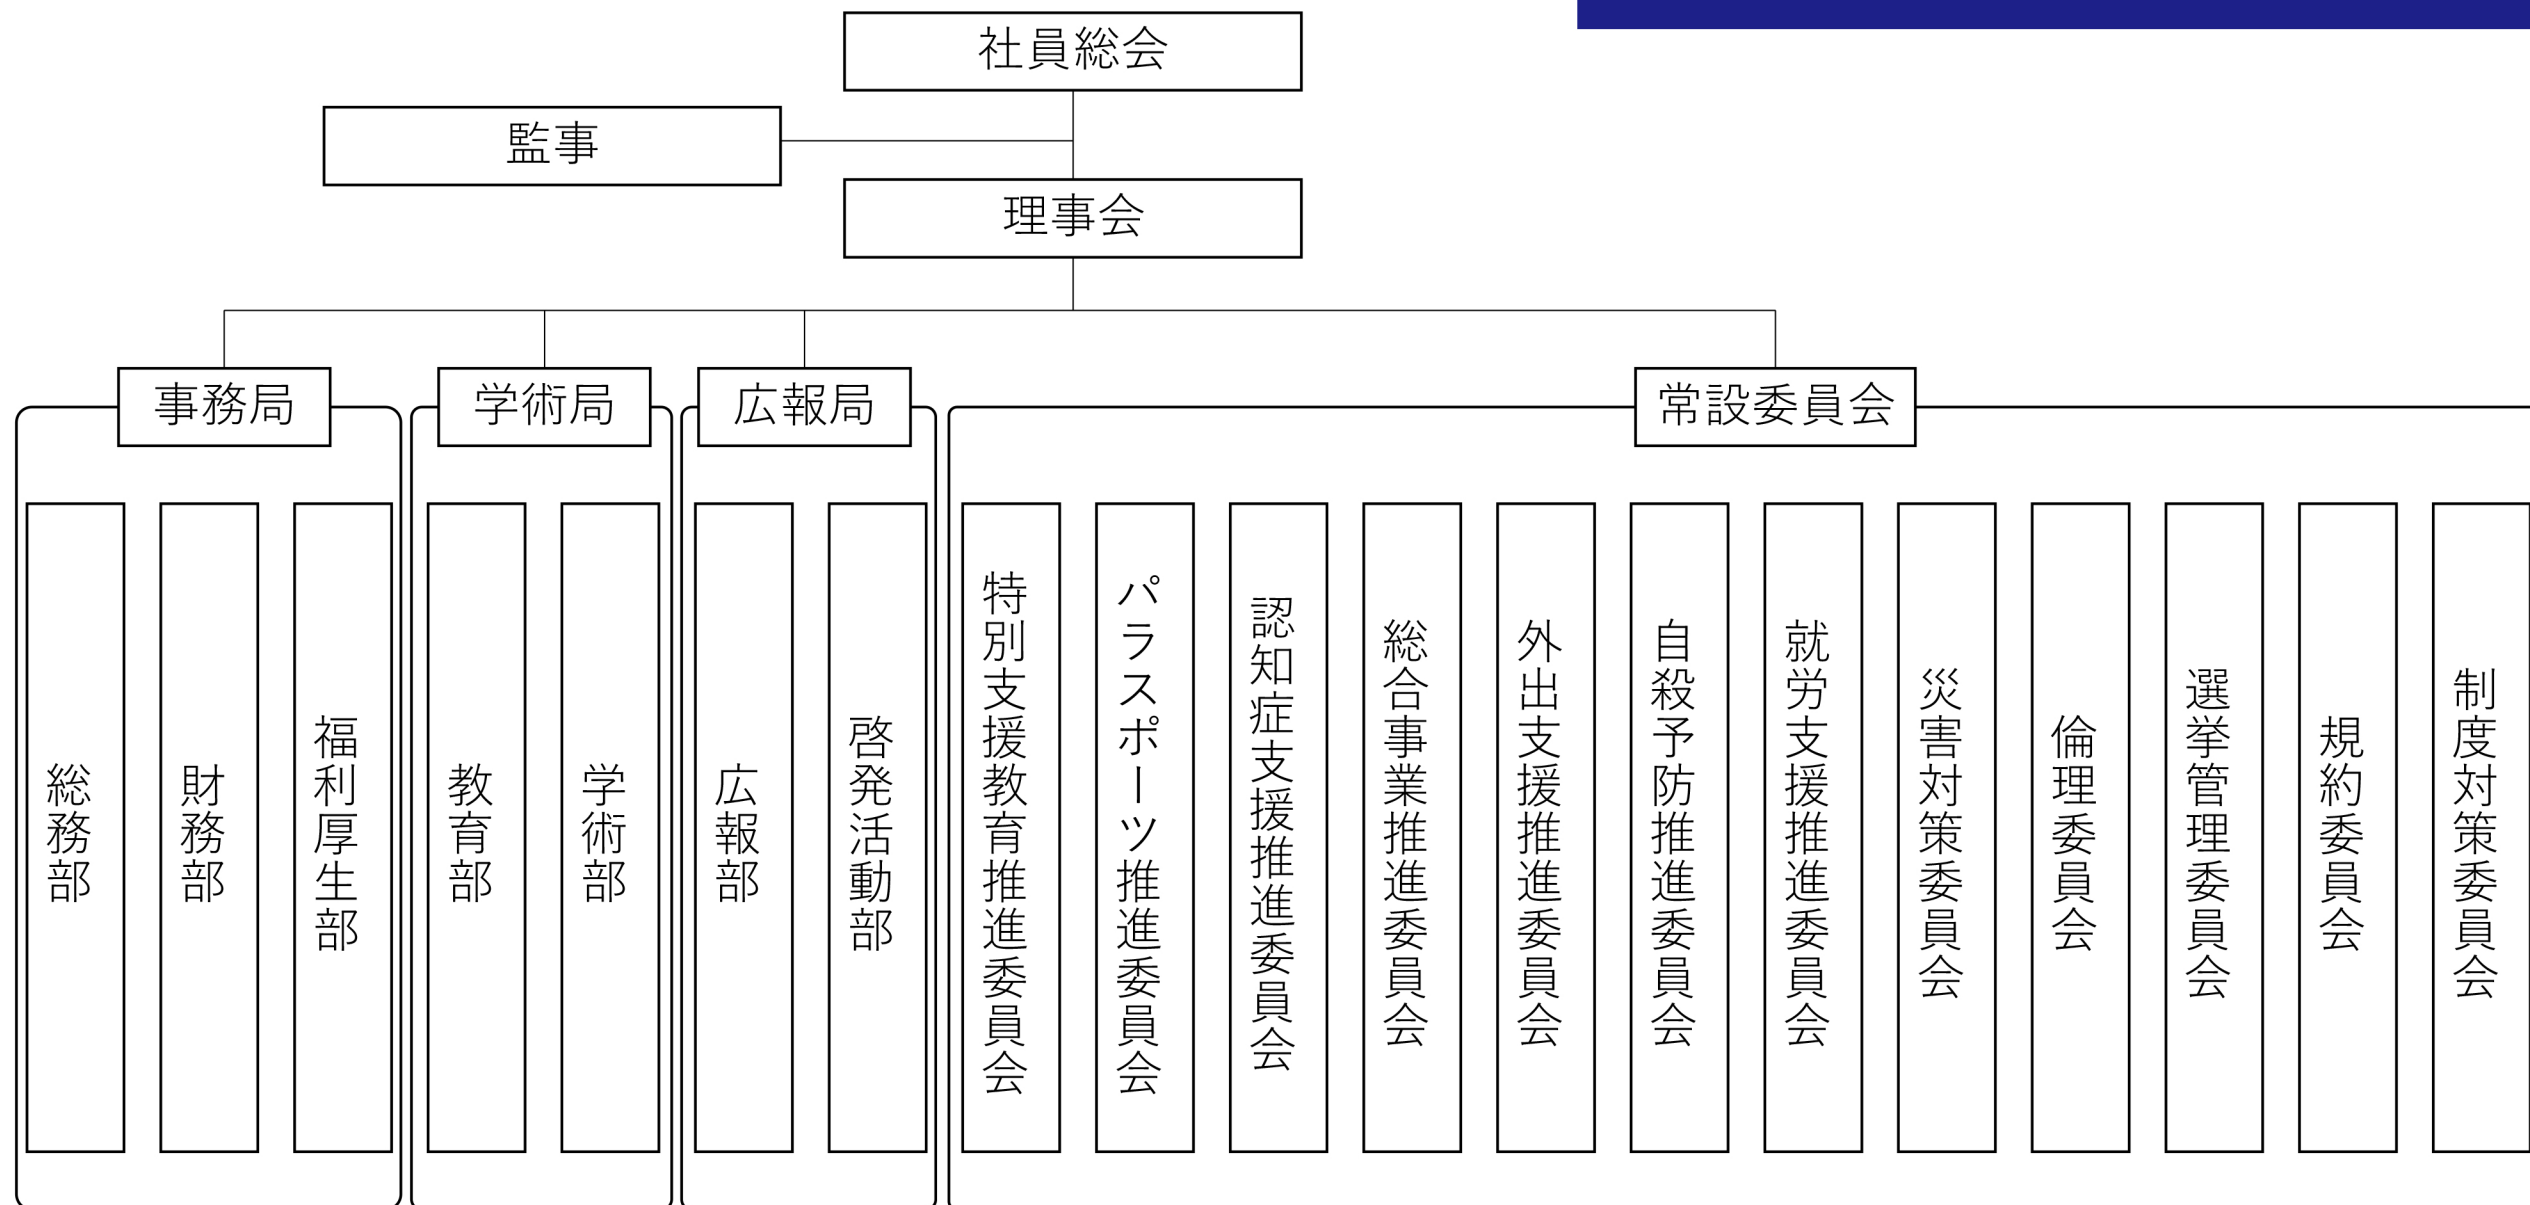 社員総会
監事
理事会
事務局
学術局
広報局
常設委員会
総務部
財務部
福利厚生部
教育部
学術部
広報部
啓発活動部
特別支援教育推進委員会
パラスポーツ推進委員会
認知症支援推進委員会
総合事業推進委員会
外出支援推進委員会
自殺予防推進委員会
就労支援推進委員会
災害対策委員会
倫理委員会
選挙管理委員会
規約委員会
制度対策委員会